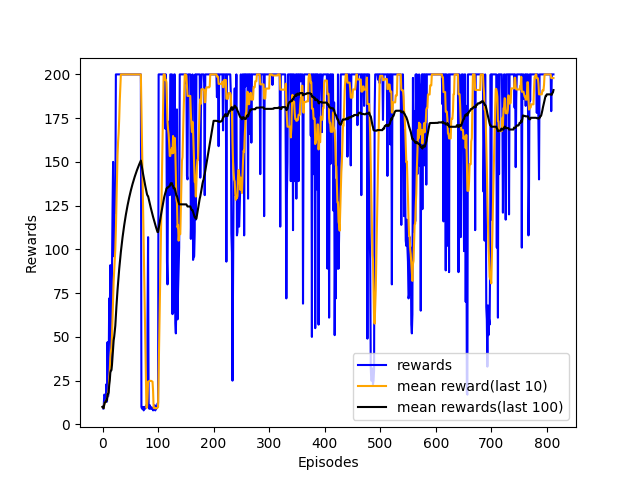 200
175
150
125
100
75
50
25
0
Rewards
0 100 200 300 400 500 600 700 800
Episodes
rewards
mean reward(last 10)
mean rewards(last 100)